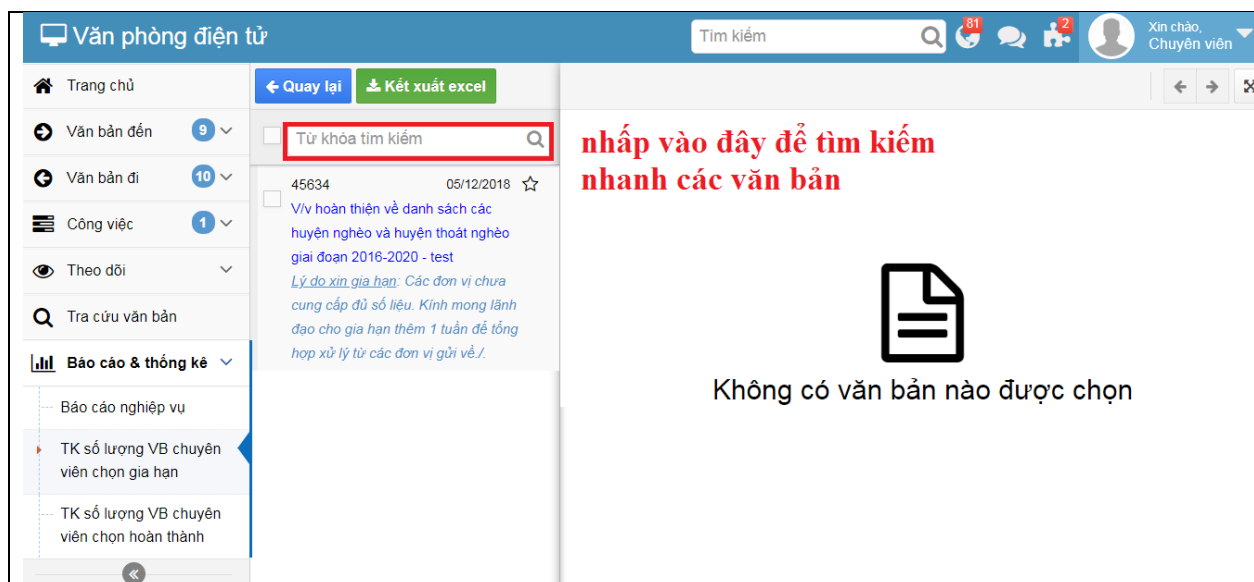 Văn phòng điện tử
Tìm kiếm
81
2
Xin chào,
Chuyên viên
Trang chủ
Văn bản đến 9
Văn bản đi 10
Công việc 1
Theo dõi
Tra cứu văn bản
Báo cáo & thống kê
Báo cáo nghiệp vụ
TK số lượng VB chuyên
viên chọn gia hạn
TK số lượng VB chuyên
viên chọn hoàn thành
Quay lại
Kết xuất excel
Từ khóa tìm kiếm
45634 05/12/2018
V/v hoàn thiện về danh sách các
huyện nghèo và huyện thoát nghèo
giai đoạn 2016-2020 - test
Lý do xin gia hạn: Các đơn vị chưa
cung cấp đủ số liệu. Kính mong lãnh
đạo cho gia hạn thêm 1 tuần để tổng
hợp xử lý từ các đơn vị gửi về./.
nhấp vào đây để tìm kiếm
nhanh các văn bản
Không có văn bản nào được chọn